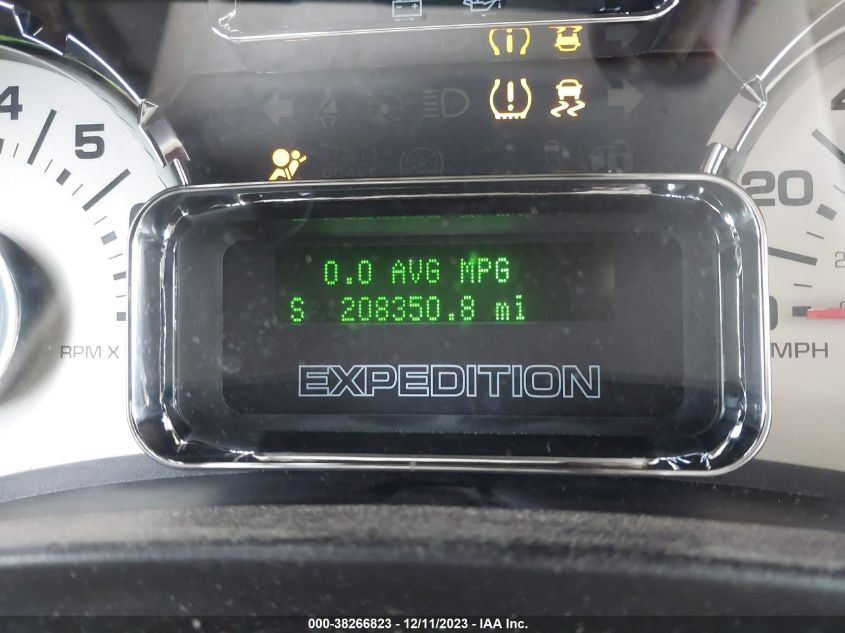 4
5
20
0.0 AVG MPG
S 208350.8 mi
RPM X
MPH
EXPEDITION
000-38266823 - 12/11/2023 - IAA Inc.